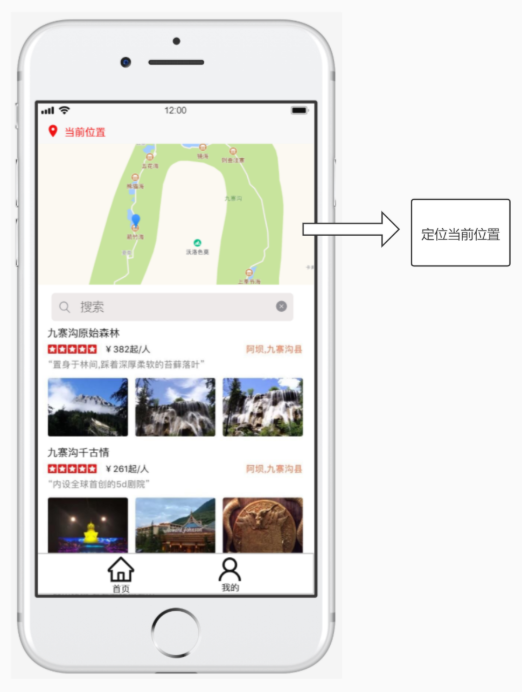 12:00
当前位置
九寨沟
定位当前位置
搜索
九寨沟原始森林
¥382起/人
阿坝,九寨沟县
“置身于林间,踩着深厚柔软的苔藓落叶”
九寨沟千古情
¥261起/人
阿坝,九寨沟县
“内设全球首创的5d剧院”
首页
我的